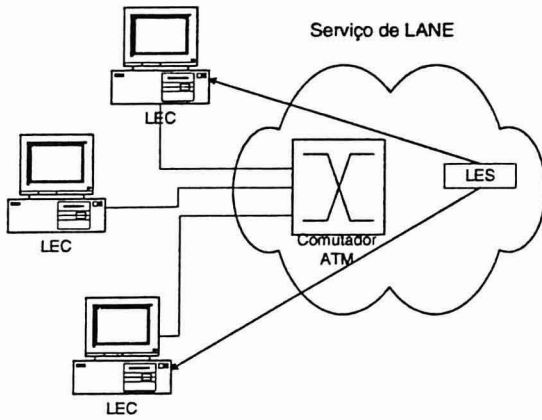 Serviço de LANE
LEC
LES
LEC
Comutador
ATM
LEC